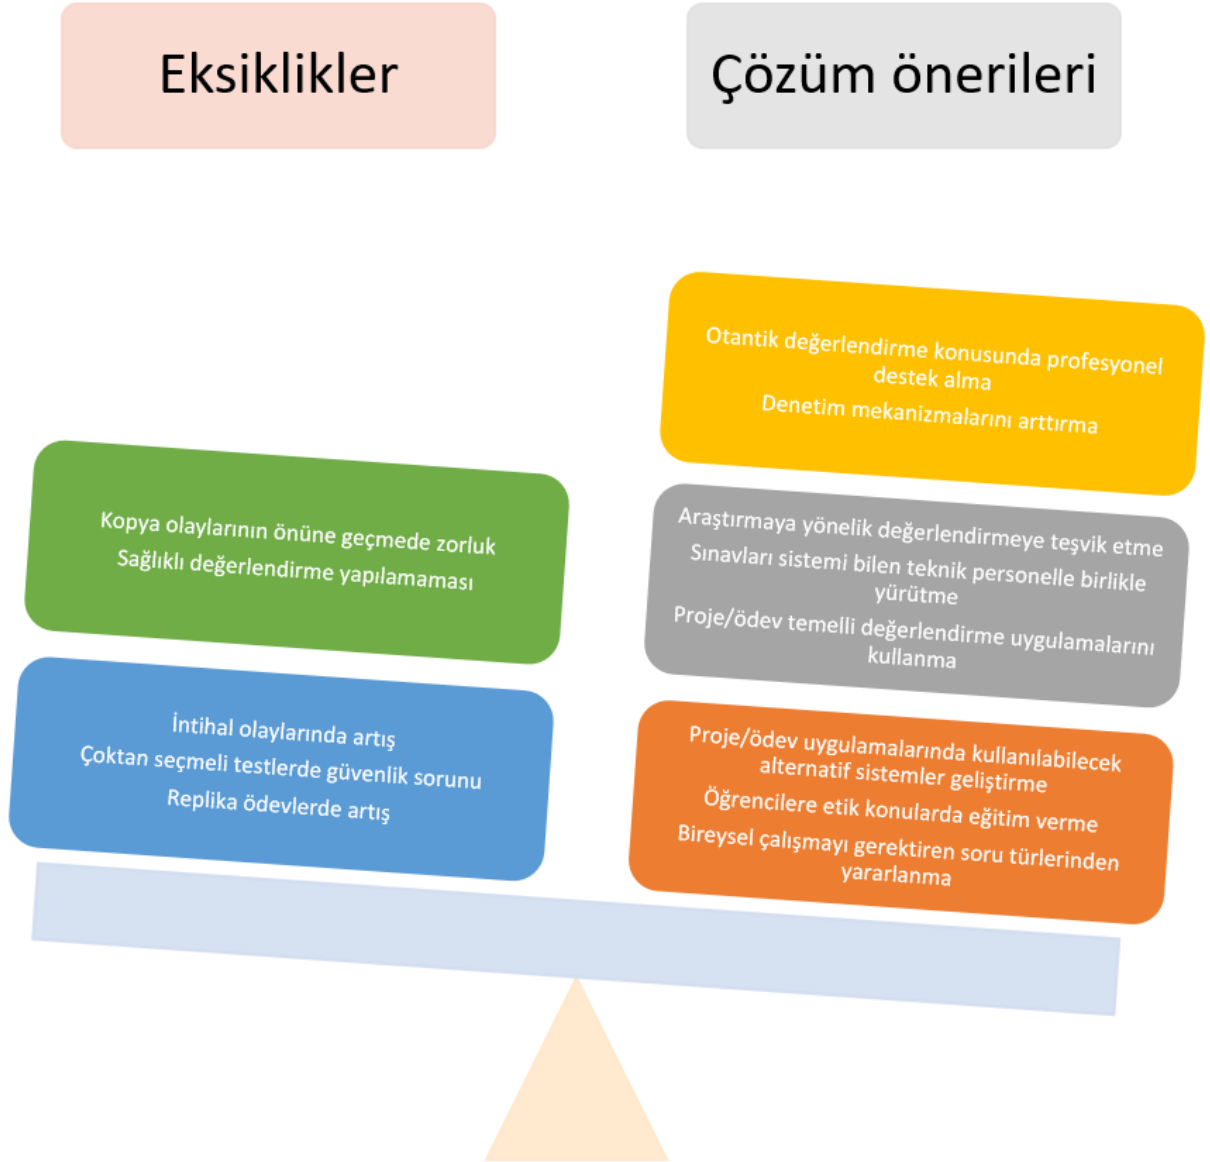 Eksiklikler
Çözüm önerileri
Kopya olaylarının önüne geçmede zorluk
Sağlıklı değerlendirme yapılamaması
İntihal olaylarında artış
Çoktan seçmeli testlerde güvenlik sorunu
Replika ödevlerde artış
Otantik değerlendirme konusunda profesyonel
destek alma
Denetim mekanizmalarını arttırma
Araştırmaya yönelik değerlendirmeye teşvik etme
Sınavları sistemi bilen teknik personelle birlikle
yürütme
Proje/ödev temelli değerlendirme uygulamalarını
kullanma
Proje/ödev uygulamalarında kullanılabilecek
alternatif sistemler geliştirme
Öğrencilere etik konularda eğitim verme
Bireysel çalışmayı gerektiren soru türlerinden
yararlanma